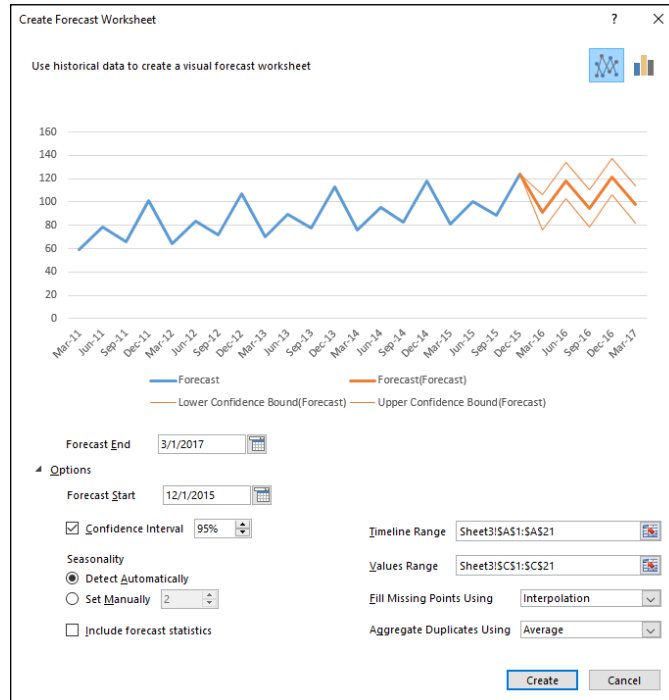 Create Forecast Worksheet ? ×
Use historical data to create a visual forecast worksheet
160
140
120
100
80
60
40
20
0
Mar-11 Jun-11 Sep-11 Dec-11 Mar-12 Jun-12 Sep-12 Dec-12 Mar-13 Jun-13 Sep-13 Dec-13 Mar-14 Jun-14 Sep-14 Dec-14 Mar-15 Jun-15 Sep-15 Dec-15 Mar-16 Jun-16 Sep-16 Dec-16 Mar-17
Forecast Forecast(Forecast)
Lower Confidence Bound(Forecast) Upper Confidence Bound(Forecast)
Forecast End 3/1/2017
Options
Forecast Start 12/1/2015
Confidence Interval 95%
Timeline Range Sheet3!$A$1:$A$21
Seasonality
Values Range Sheet3!$C$1:$C$21
Detect Automatically
Set Manually 2
Fill Missing Points Using Interpolation
Include forecast statistics
Aggregate Duplicates Using Average
Create Cancel